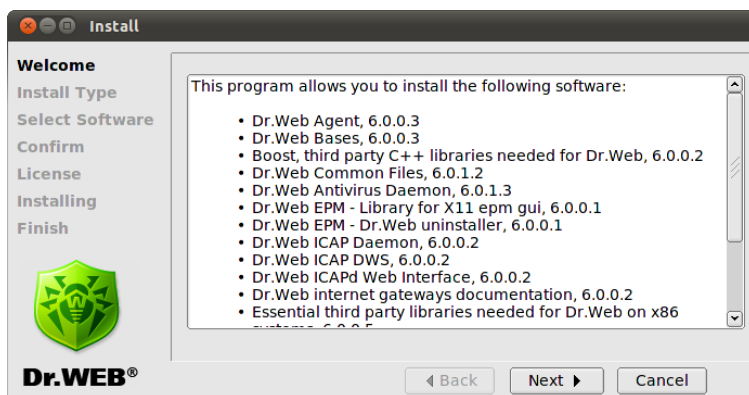 Install
Welcome
Install Type
Select Software
Confirm
License
Installing
Finish
Dr.WEB®
This program allows you to install the following software:
• Dr.Web Agent, 6.0.0.3
• Dr.Web Bases, 6.0.0.3
• Boost, third party C++ libraries needed for Dr.Web, 6.0.0.2
• Dr.Web Common Files, 6.0.1.2
• Dr.Web Antivirus Daemon, 6.0.1.3
• Dr.Web EPM - Library for X11 epm gui, 6.0.0.1
• Dr.Web EPM - Dr.Web uninstaller, 6.0.0.1
• Dr.Web ICAP Daemon, 6.0.0.2
• Dr.Web ICAP DWS, 6.0.0.2
• Dr.Web ICAPd Web Interface, 6.0.0.2
• Dr.Web internet gateways documentation, 6.0.0.2
• Essential third party libraries needed for Dr.Web on x86
Back
Next
Cancel